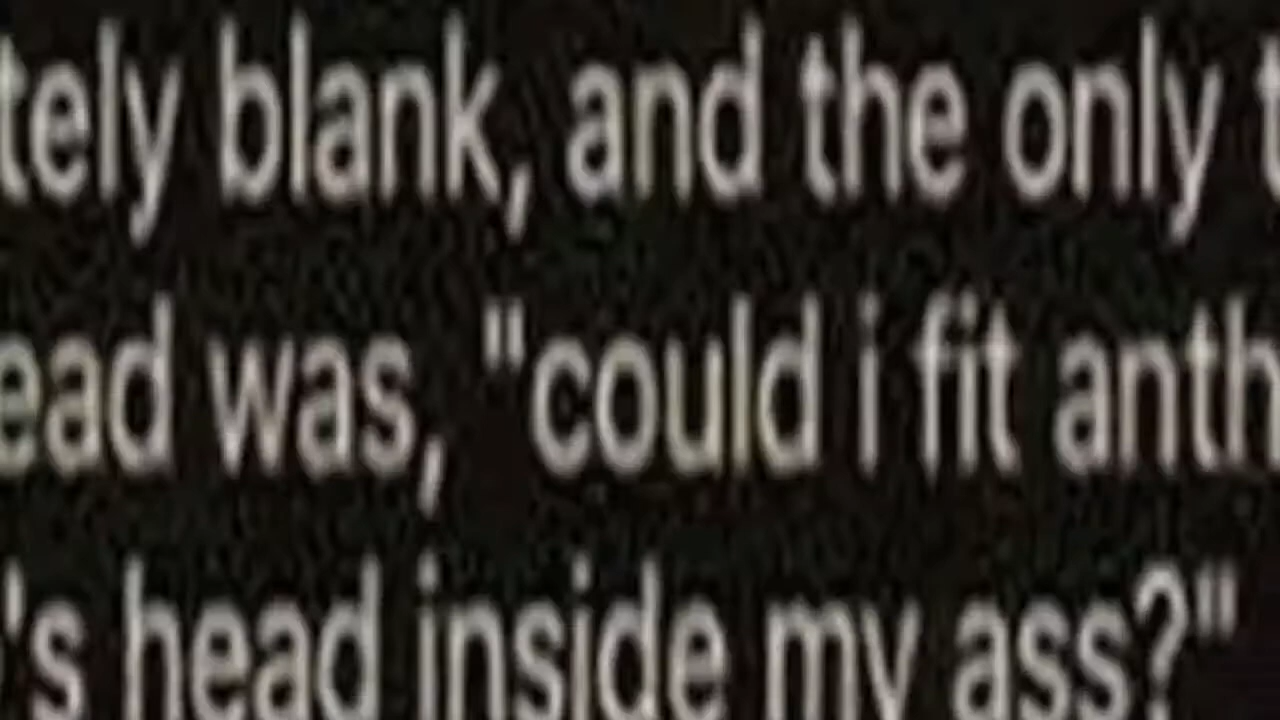 tely blank, and the only t
ead was, "could i fit anth
's head inside my ass?"